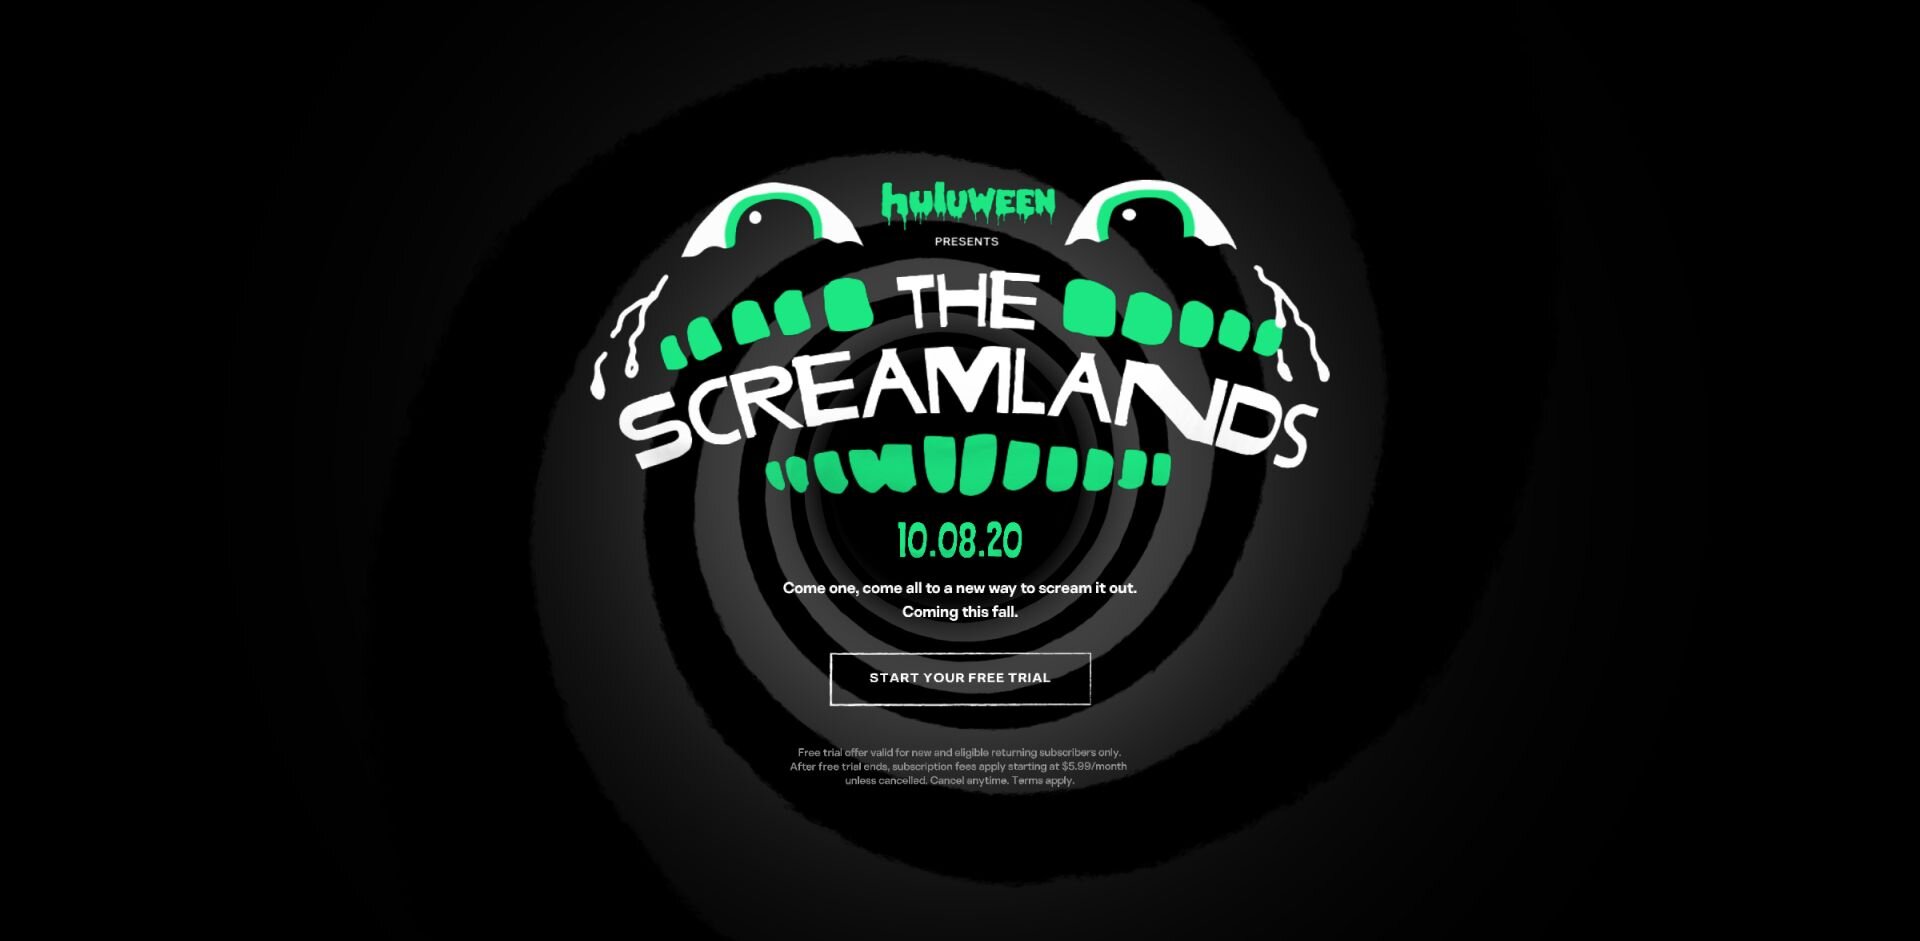 huluWEEN
PRESENTS
THE
SCREAMLANDS
10.08.20
Come one, come all to a new way to scream it out.
Coming this fall.
START YOUR FREE TRIAL
Free trial offer valid for new and eligible returning subscribers only.
After free trial ends, subscription fees apply starting at $5.99/month
unless cancelled. Cancel anytime. Terms apply.